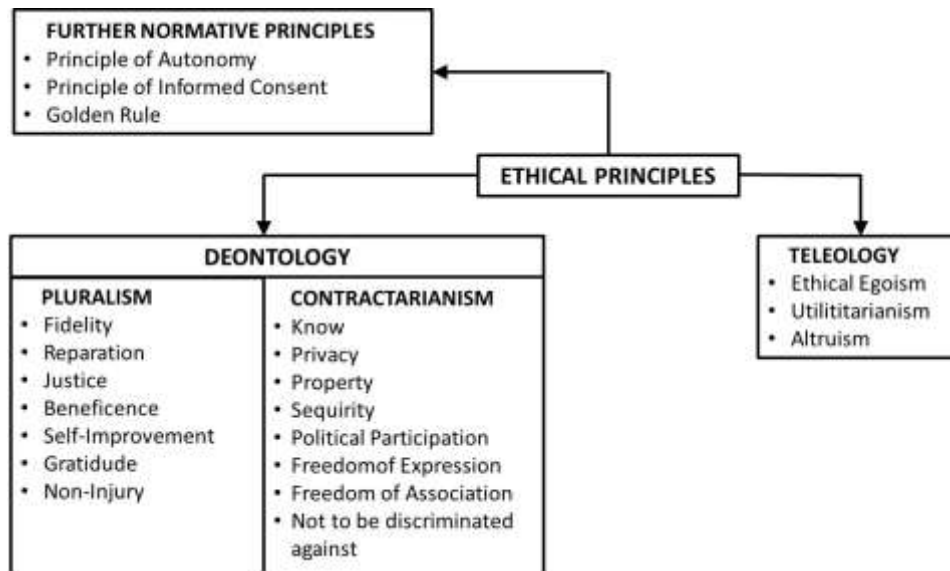 FURTHER NORMATIVE PRINCIPLES
• Principle of Autonomy
• Principle of Informed Consent
• Golden Rule
ETHICAL PRINCIPLES
DEONTOLOGY
PLURALISM
• Fidelity
• Reparation
• Justice
• Beneficence
• Self-Improvement
• Gratidude
• Non-Injury
CONTRACTARIANISM
• Know
• Privacy
• Property
• Sequirity
• Political Participation
• Freedomof Expression
• Freedom of Association
• Not to be discriminated
against
TELEOLOGY
• Ethical Egoism
• Utilititarianism
• Altruism